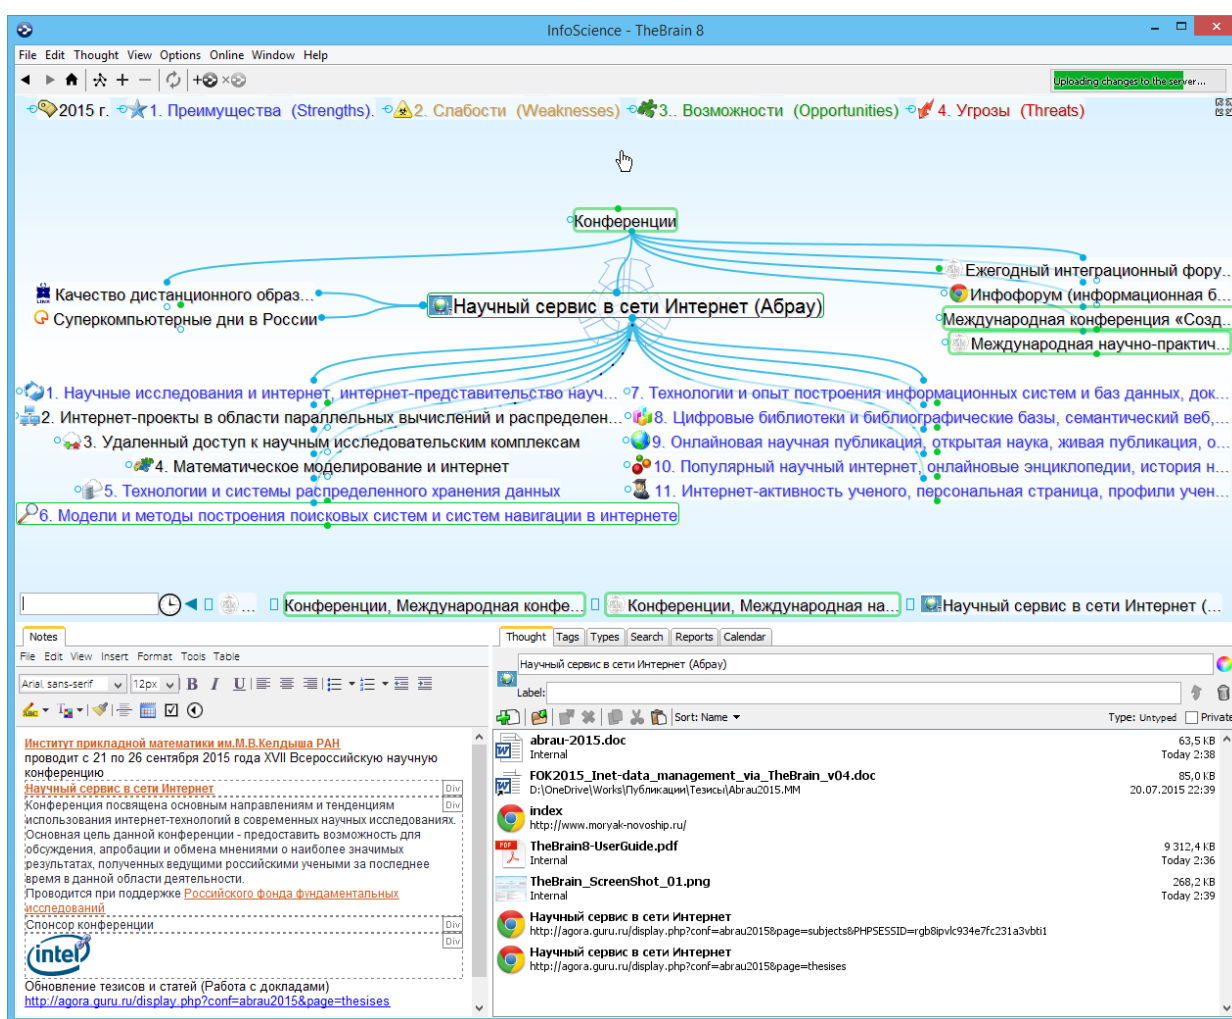 InfoScience - TheBrain 8
File Edit Thought View Options Online Window Help
Uploading changes to the server...
2015 г. 1. Преимущества (Strengths). 2. Слабости (Weaknesses) 3.. Возможности (Opportunities) 4. Угрозы (Threats)
Конференции
Ежегодный интеграционный фору...
Качество дистанционного образ...
Инфофорум (информационная б...
Научный сервис в сети Интернет (Абрау)
Суперкомпьютерные дни в России
Международная конференция «Созд...
Международная научно-практич...
1. Научные исследования и интернет, интернет-представительство науч...
7. Технологии и опыт построения информационных систем и баз данных, док...
2. Интернет-проекты в области параллельных вычислений и распределен...
8. Цифровые библиотеки и библиографические базы, семантический веб,...
3. Удаленный доступ к научным исследовательским комплексам
9. Онлайновая научная публикация, открытая наука, живая публикация, о...
4. Математическое моделирование и интернет
10. Популярный научный интернет, онлайновые энциклопедии, история н...
5. Технологии и системы распределенного хранения данных
11. Интернет-активность ученого, персональная страница, профили учен...
6. Модели и методы построения поисковых систем и систем навигации в интернете
... Конференции, Международная конфе... Конференции, Международная на... Научный сервис в сети Интернет (...
Notes
File Edit View Insert Format Tools Table
Arial, sans-serif 12px B I U
Институт прикладной математики им.М.В.Келдыша РАН
проводит с 21 по 26 сентября 2015 года XVII Всероссийскую научную
конференцию
Научный сервис в сети Интернет Div
Конференция посвящена основным направлениям и тенденциям Div
использования интернет-технологий в современных научных исследованиях.
Основная цель данной конференции - предоставить возможность для
обсуждения, апробации и обмена мнениями о наиболее значимых
результатах, полученных ведущими российскими учеными за последнее
время в данной области деятельности.
Проводится при поддержке Российского фонда фундаментальных
исследований
Спонсор конференции Div
Div
intel
Обновление тезисов и статей (Работа с докладами)
http://agora.guru.ru/display.php?conf=abrau2015&page=thesises
Thought Tags Types Search Reports Calendar
Научный сервис в сети Интернет (Абрау)
Label:
Sort: Name Type: Untyped Private
abrau-2015.doc 63,5 KB
Internal Today 2:38
FOK2015_Inet-data_management_via_TheBrain_v04.doc 85,0 KB
D:\OneDrive\Works\Публикации\Тезисы\Abrau2015.MM 20.07.2015 22:39
index
http://www.moryak-novoship.ru/
TheBrain8-UserGuide.pdf 9 312,4 KB
Internal Today 2:36
TheBrain_ScreenShot_01.png 268,2 KB
Internal Today 2:39
Научный сервис в сети Интернет
http://agora.guru.ru/display.php?conf=abrau2015&page=subjects&PHPSESSID=rgb8ipvlc934e7fc231a3vbti1
Научный сервис в сети Интернет
http://agora.guru.ru/display.php?conf=abrau2015&page=thesises